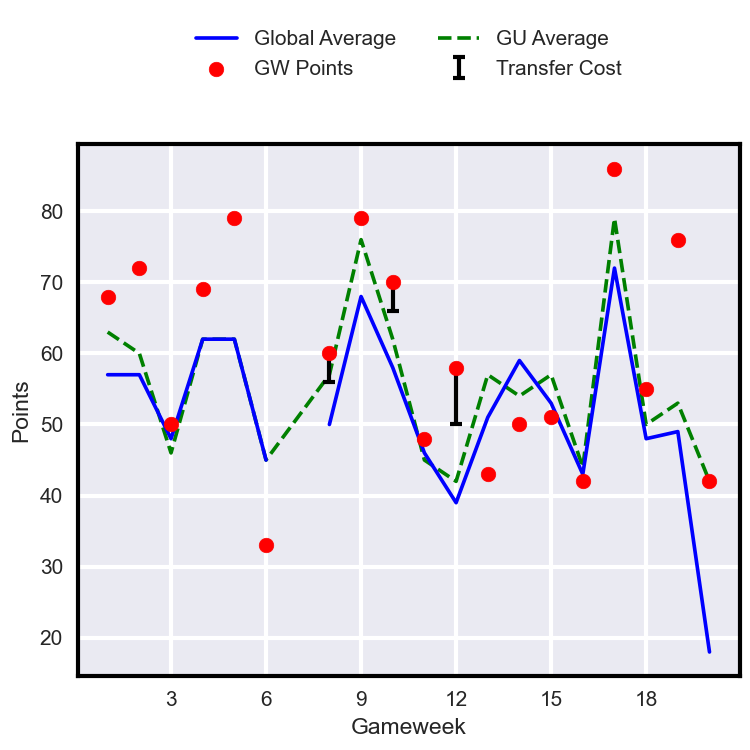 Global Average
GU Average
GW Points
Transfer Cost
80
70
60
50
40
30
20
Points
3 6 9 12 15 18
Gameweek